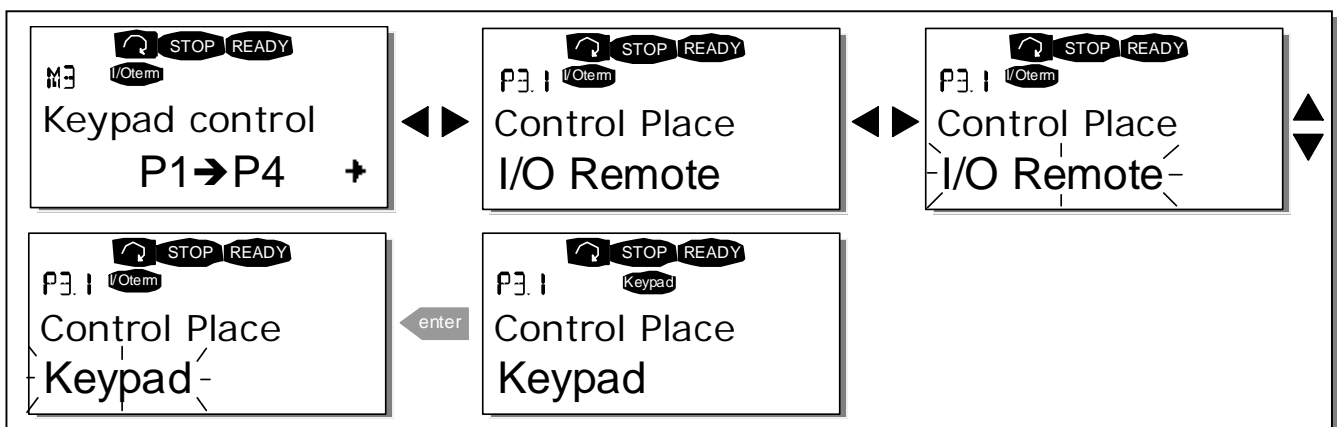 STOP READY
M3 I/Oterm
Keypad control
P1➔P4
STOP READY
P3.1 I/Oterm
Control Place
I/O Remote
STOP READY
P3.1 I/Oterm
Control Place
I/O Remote
STOP READY
P3.1 I/Oterm
Control Place
Keypad
enter
STOP READY
P3.1 Keypad
Control Place
Keypad